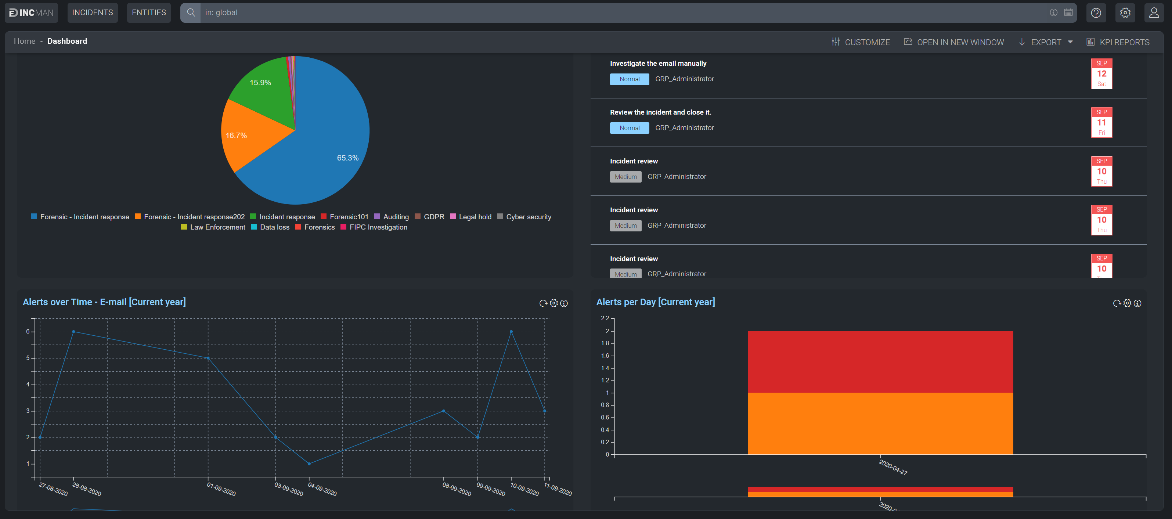 INCMAN INCIDENTS ENTITIES inc global
Home - Dashboard CUSTOMIZE OPEN IN NEW WINDOW EXPORT KPI REPORTS
15.9%
16.7%
65.3%
Forensic - Incident response Forensic - Incident response202 Incident response Forensic101 Auditing GDPR Legal hold Cyber security
Law Enforcement Data loss Forensics FIPC Investigation
Investigate the email manually
Normal GRP_Administrator
SEP
12
Sat
Review the incident and close it.
Normal GRP_Administrator
SEP
11
Fri
Incident review
Medium GRP_Administrator
SEP
10
Thu
Incident review
Medium GRP_Administrator
SEP
10
Thu
Incident review
Medium GRP_Administrator
SEP
10
Alerts over Time - E-mail [Current year]
6
5
4
3
2
1
27-08-2020 28-08-2020 01-09-2020 03-09-2020 04-09-2020 08-09-2020 09-09-2020 10-09-2020 11-09-2020
Alerts per Day [Current year]
2.2
2
1.8
1.6
1.4
1.2
1
0.8
0.6
0.4
0.2
0
2020-04-27